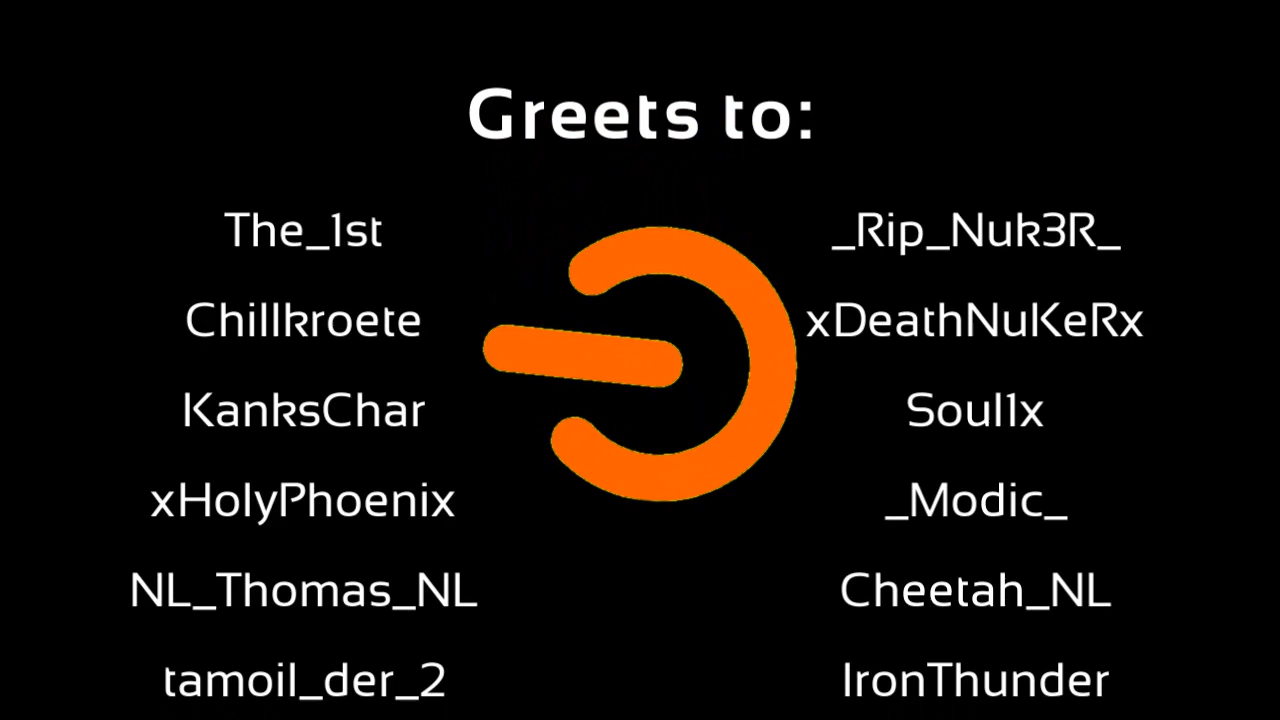 Greets to:
The_1st
Chillkroete
KanksChar
xHolyPhoenix
NL_Thomas_NL
tamoil_der_2
_Rip_Nuk3R_
xDeathNuKeRx
Soul1x
_Modic_
Cheetah_NL
IronThunder